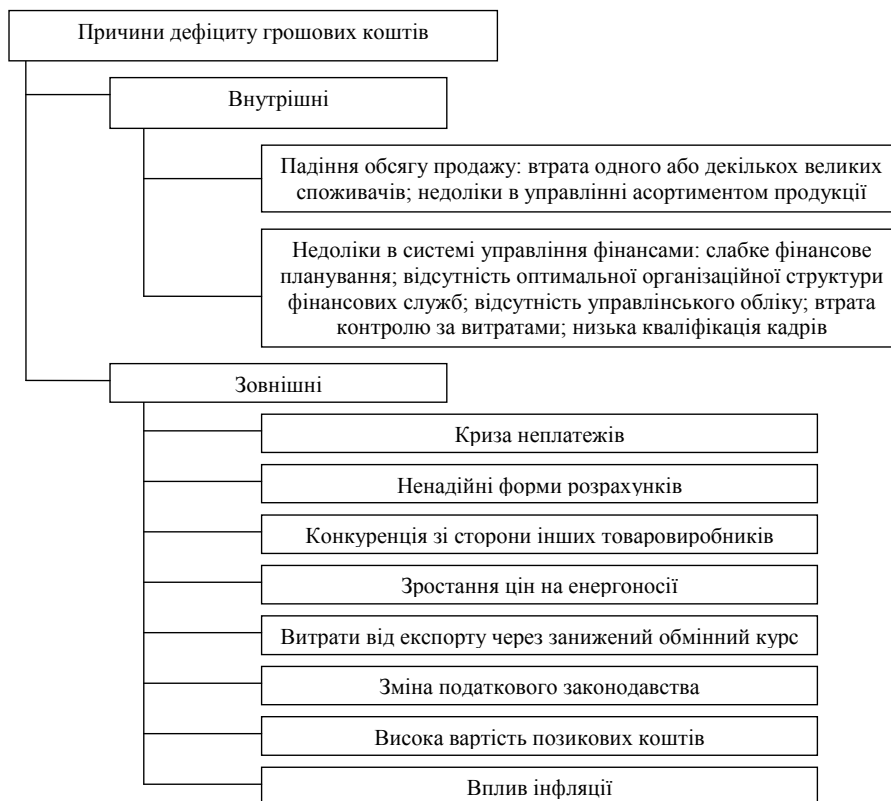 Причини дефіциту грошових коштів
Внутрішні
Падіння обсягу продажу: втрата одного або декількох великих
споживачів; недоліки в управлінні асортиментом продукції
Недоліки в системі управління фінансами: слабке фінансове
планування; відсутність оптимальної організаційної структури
фінансових служб; відсутність управлінського обліку; втрата
контролю за витратами; низька кваліфікація кадрів
Зовнішні
Криза неплатежів
Ненадійні форми розрахунків
Конкуренція зі сторони інших товаровиробників
Зростання цін на енергоносії
Витрати від експорту через занижений обмінний курс
Зміна податкового законодавства
Висока вартість позикових коштів
Вплив інфляції